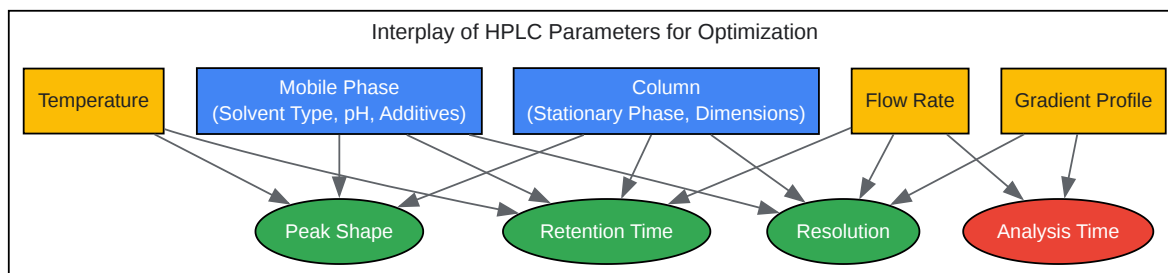 Interplay of HPLC Parameters for Optimization
Temperature
Mobile Phase
(Solvent Type, pH, Additives)
Column
(Stationary Phase, Dimensions)
Flow Rate
Gradient Profile
Peak Shape
Retention Time
Resolution
Analysis Time